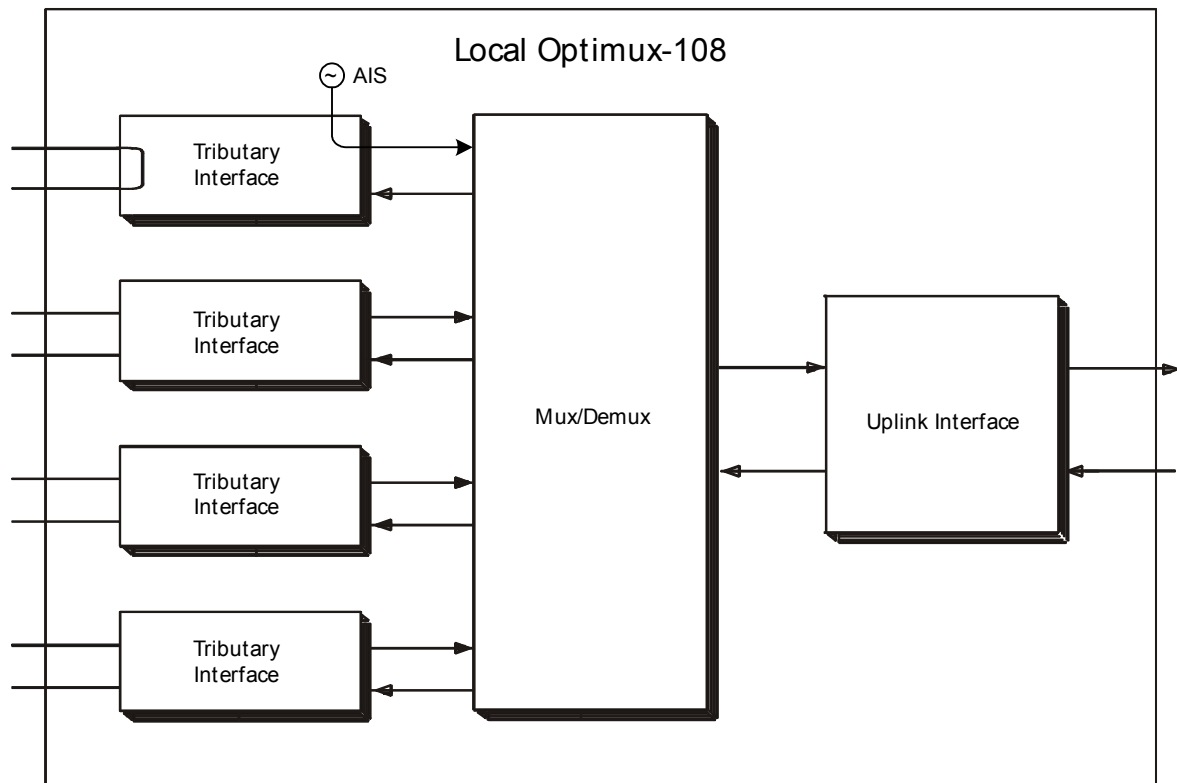 Local Optimux-108
~ AIS
Tributary
Interface
Tributary
Interface
Mux/Demux
Uplink Interface
Tributary
Interface
Tributary
Interface